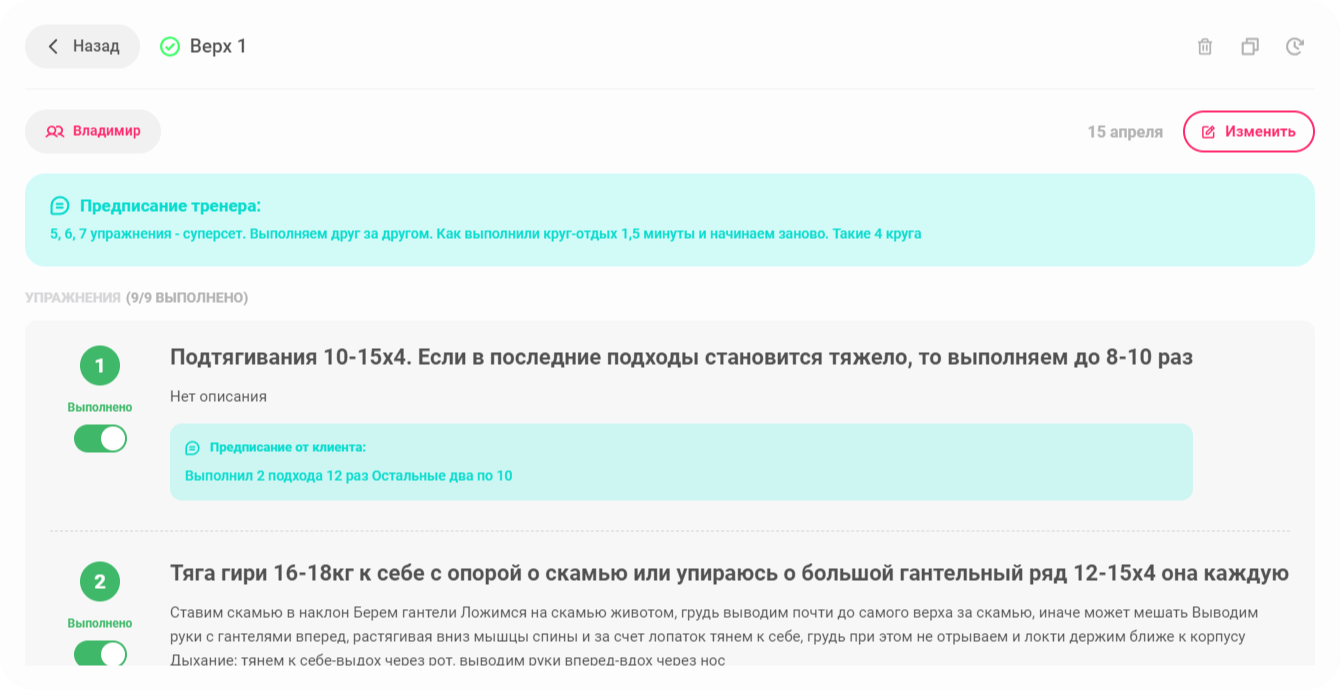 Назад
Верх 1
Владимир
15 апреля
Изменить
Предписание тренера:
5, 6, 7 упражнения - суперсет. Выполняем друг за другом. Как выполнили круг-отдых 1,5 минуты и начинаем заново. Такие 4 круга
УПРАЖНЕНИЯ (9/9 ВЫПОЛНЕНО)
1
Выполнено
Подтягивания 10-15х4. Если в последние подходы становится тяжело, то выполняем до 8-10 раз
Нет описания
Предписание от клиента:
Выполнил 2 подхода 12 раз Остальные два по 10
2
Выполнено
Тяга гири 16-18кг к себе с опорой о скамью или упираюсь о большой гантельный ряд 12-15х4 она каждую
Ставим скамью в наклон Берем гантели Ложимся на скамью животом, грудь выводим почти до самого верха за скамью, иначе может мешать Выводим
руки с гантелями вперед, растягивая вниз мышцы спины и за счет лопаток тянем к себе, грудь при этом не отрываем и локти держим ближе к корпусу
Дыхание: тянем к себе-выдох через рот, выводим руки вперед-вдох через нос